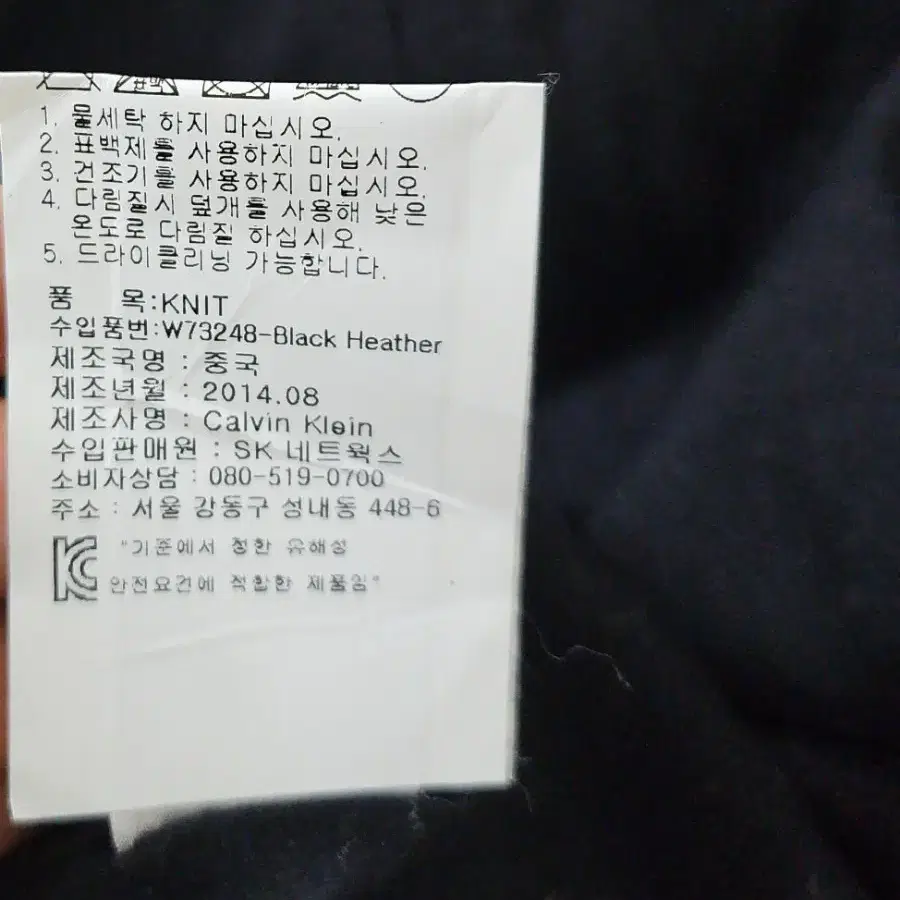 표백
1. 물세탁 하지 마십시오.
2. 표백제를 사용하지 마십시오.
3. 건조기를 사용하지 마십시오.
4. 다림질시 덮개를 사용해 낮은
온도로 다림질 하십시오.
5. 드라이클리닝 가능합니다.
품 목:KNIT
수입품번:W73248-Black Heather
제조국명 : 중국
제조년월 : 2014.08
제조사명 : Calvin Klein
수입판매원 : SK 네트웍스
소비자상담 : 080-519-0700
주소 : 서울 강동구 성내동 448-6
"기준에서 정한 유해성
안전요건에 적합한 제품임"